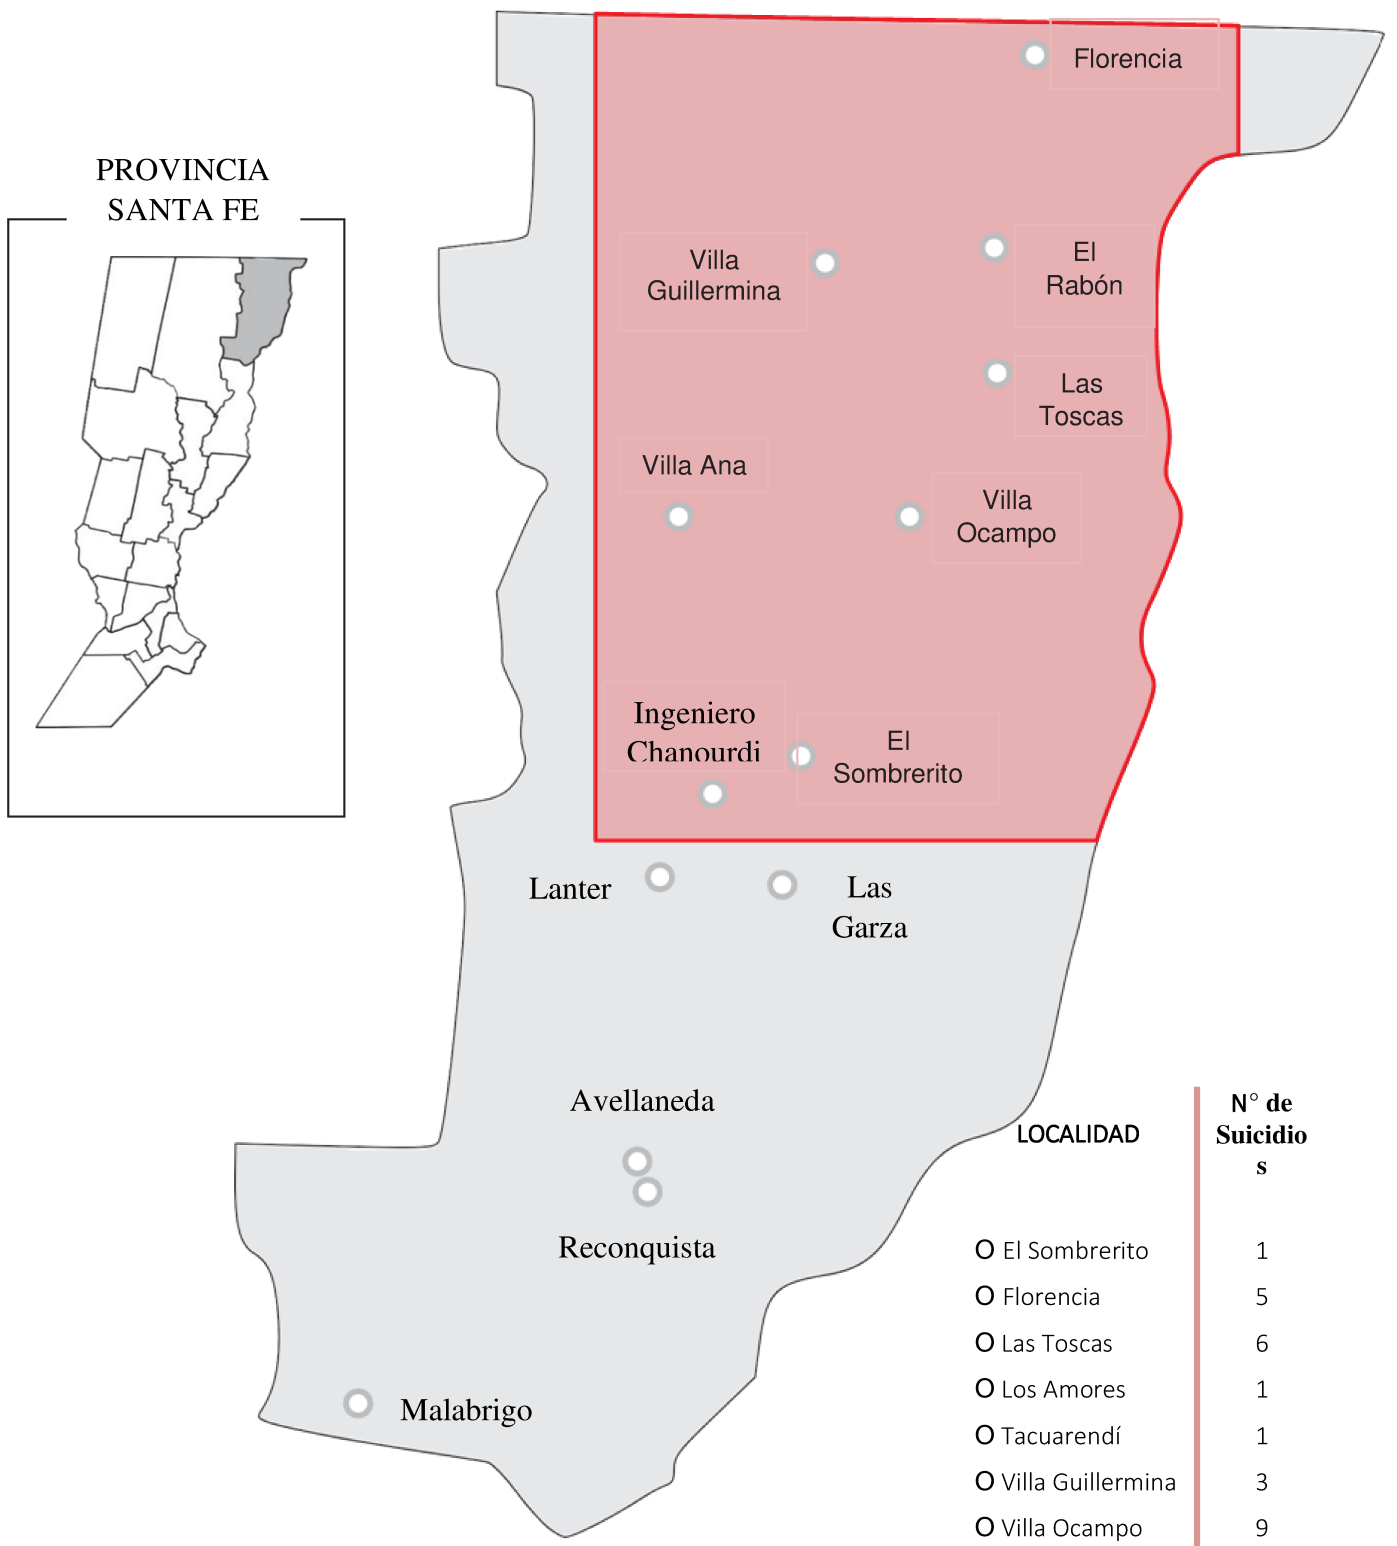 PROVINCIA
SANTA FE
Florencia
Villa
Guillermina
El
Rabón
Las
Toscas
Villa Ana
Villa
Ocampo
Ingeniero
Chanourdi
El
Sombrerito
Lanter
Las
Garza
Avellaneda
Reconquista
Malabrigo
LOCALIDAD
N° de
Suicidio
s
O El Sombrerito 1
O Florencia 5
O Las Toscas 6
O Los Amores 1
O Tacuarendí 1
O Villa Guillermina 3
O Villa Ocampo 9